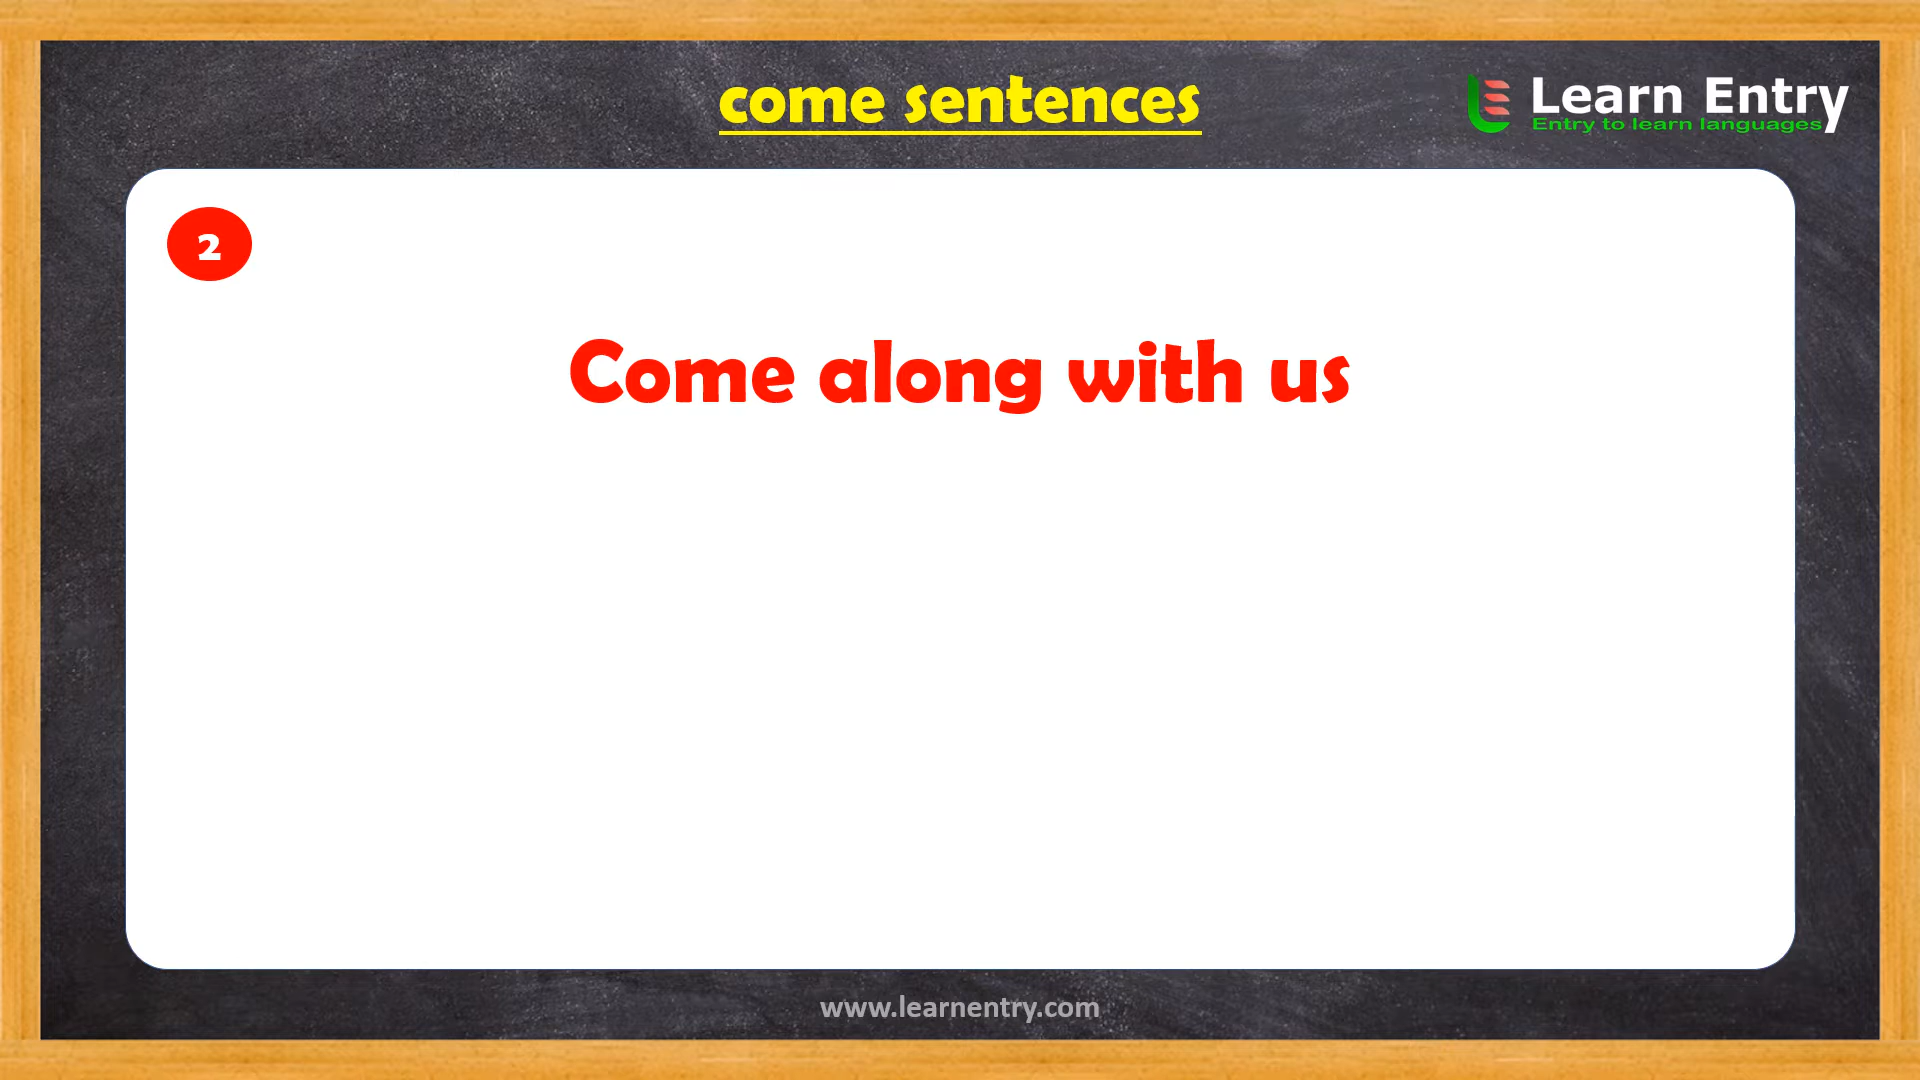 come sentences
Learn Entry
Entry to learn languages
2
Come along with us
www.learnentry.com